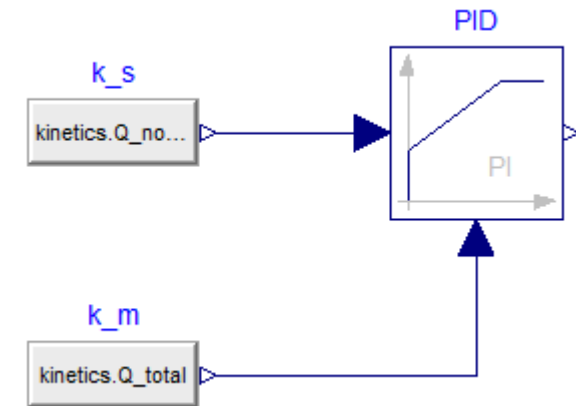 PID
k_s
kinetics.Q_no...
PI
k_m
kinetics.Q_total